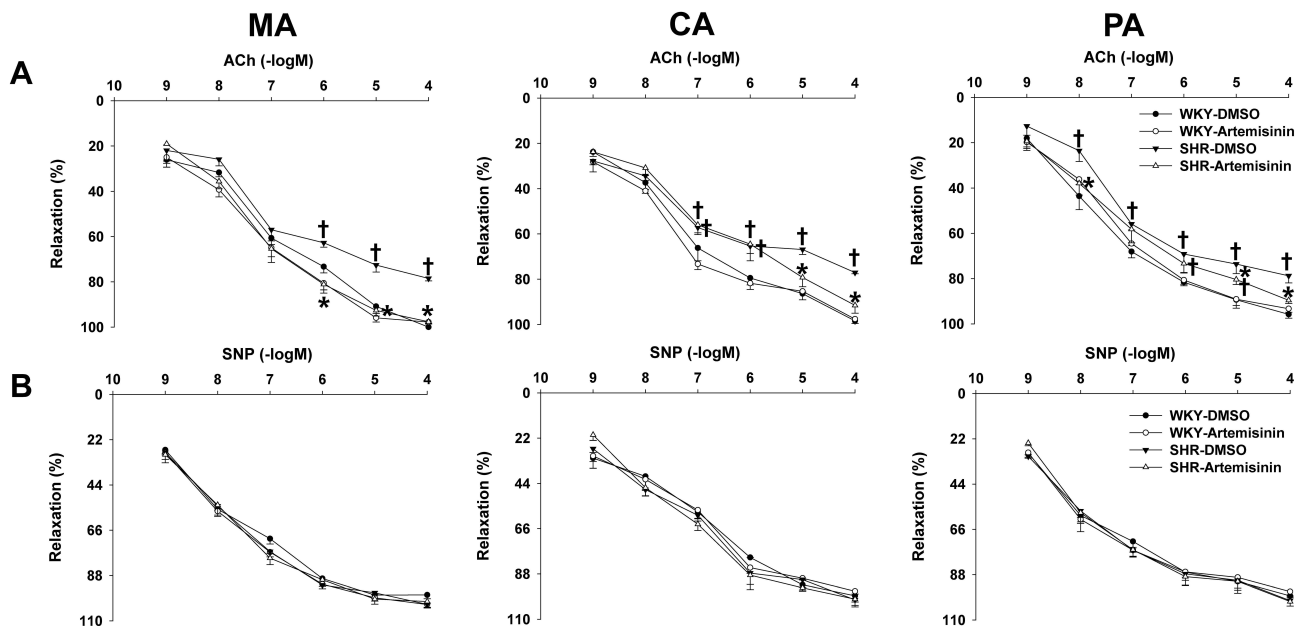 MA CA PA
A
ACh (-logM) ACh (-logM) ACh (-logM)
10 9 8 7 6 5 4
10 9 8 7 6 5 4
10 9 8 7 6 5 4
Relaxation (%)
0
20
40
60
80
100
† † †
* * *
Relaxation (%)
0
20
40
60
80
100
† † † † †
* *
Relaxation (%)
0
20
40
60
80
100
† † † † † † †
* * *
WKY-DMSO
WKY-Artemisinin
SHR-DMSO
SHR-Artemisinin
B
SNP (-logM) SNP (-logM) SNP (-logM)
10 9 8 7 6 5 4
10 9 8 7 6 5 4
10 9 8 7 6 5 4
Relaxation (%)
0
22
44
66
88
110
Relaxation (%)
0
22
44
66
88
110
Relaxation (%)
0
22
44
66
88
110
WKY-DMSO
WKY-Artemisinin
SHR-DMSO
SHR-Artemisinin